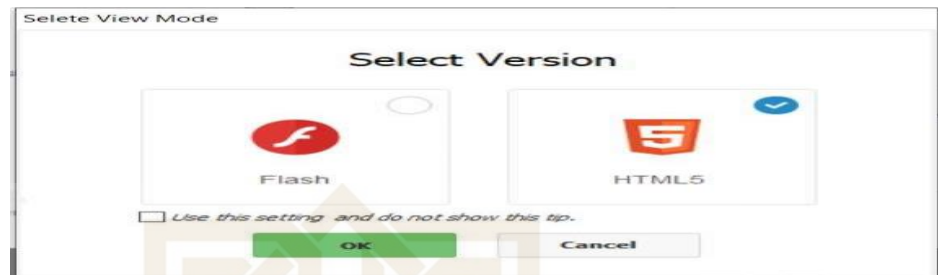 Selete View Mode
Select Version
Flash
HTML5
Use this setting and do not show this tip.
OK
Cancel